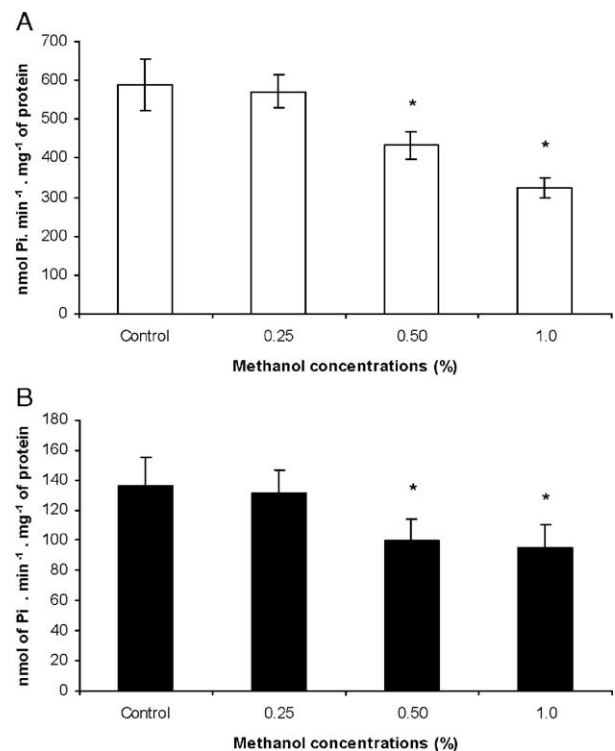 A
nmol Pi. min⁻¹ . mg⁻¹ of protein
700
600
500
400
300
200
100
0
*
*
Control 0.25 0.50 1.0
Methanol concentrations (%)
B
nmol of Pi . min⁻¹ . mg⁻¹ of protein
180
160
140
120
100
80
60
40
20
0
*
*
Control 0.25 0.50 1.0
Methanol concentrations (%)